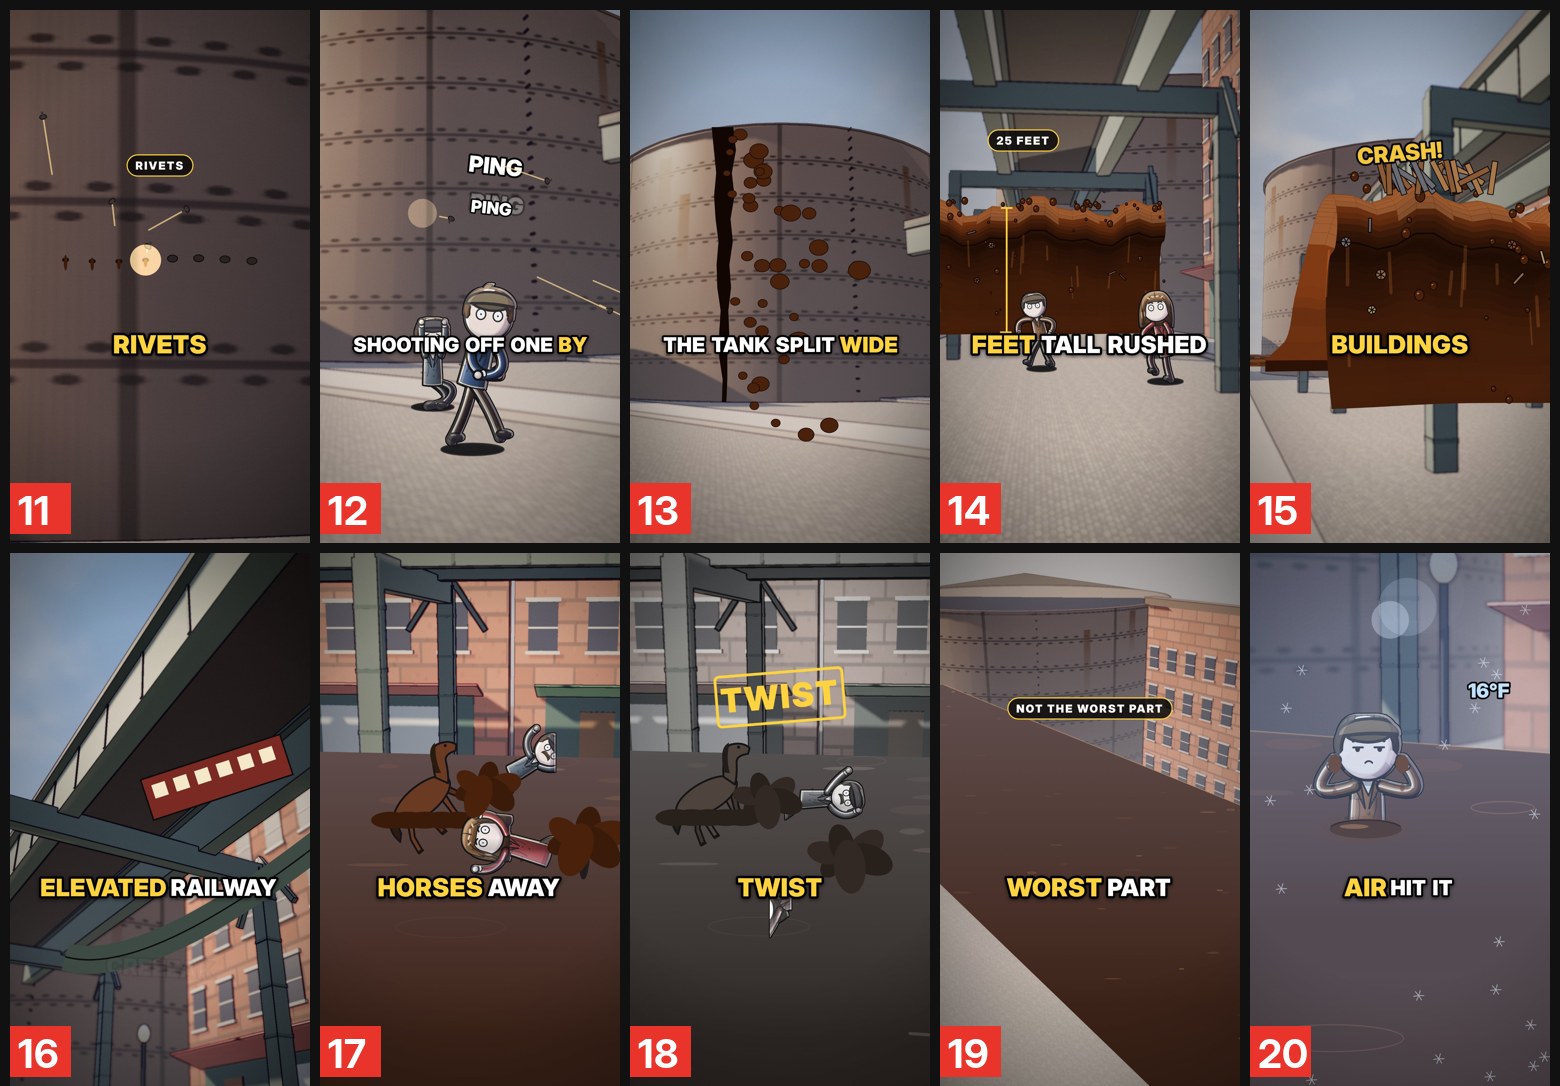 RIVETS
RIVETS
11
PING
PING
SHOOTING OFF ONE BY
12
THE TANK SPLIT WIDE
13
25 FEET
FEET TALL RUSHED
14
CRASH!
BUILDINGS
15
ELEVATED RAILWAY
16
HORSES AWAY
17
TWIST
TWIST
18
NOT THE WORST PART
WORST PART
19
16°F
AIR HIT IT
20